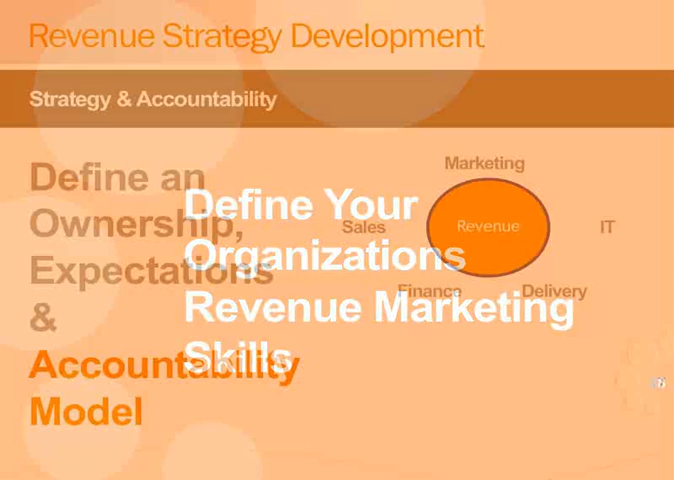 Revenue Strategy Development
Strategy & Accountability
Define an
Ownership,
Expectations
&
Accountability
Model
Define Your
Organizations
Revenue Marketing
Skills
Marketing
Sales
Revenue
IT
Finance
Delivery